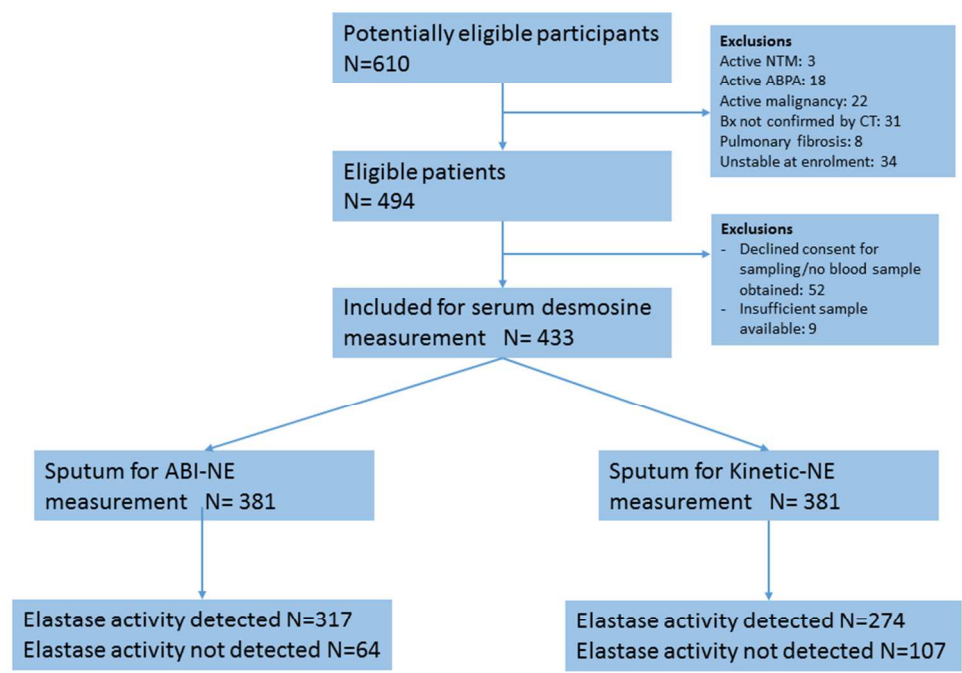 Potentially eligible participants
N=610
Exclusions
Active NTM: 3
Active ABPA: 18
Active malignancy: 22
Bx not confirmed by CT: 31
Pulmonary fibrosis: 8
Unstable at enrolment: 34
Eligible patients
N= 494
Exclusions
- Declined consent for
sampling/no blood sample
obtained: 52
- Insufficient sample
available: 9
Included for serum desmosine
measurement N= 433
Sputum for ABI-NE
measurement N= 381
Sputum for Kinetic-NE
measurement N= 381
Elastase activity detected N=317
Elastase activity not detected N=64
Elastase activity detected N=274
Elastase activity not detected N=107